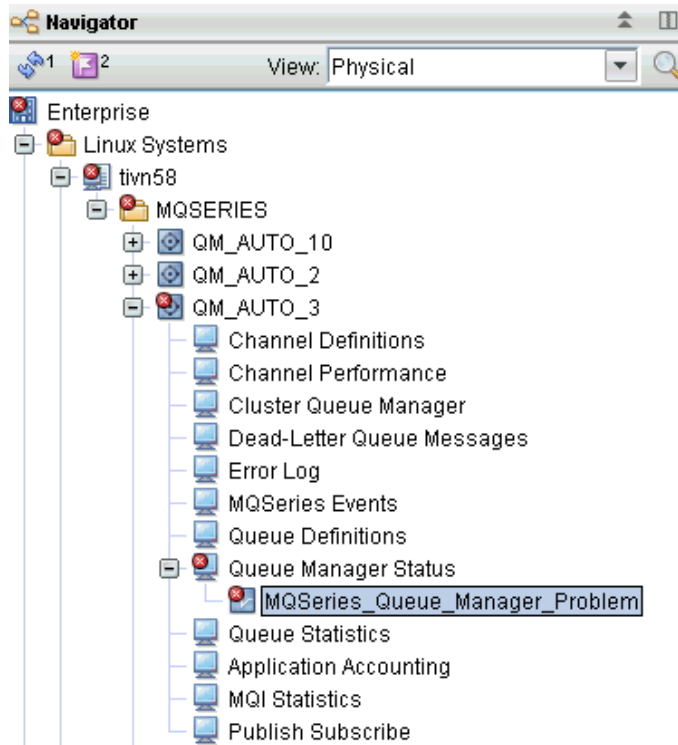 Navigator
1 2 View: Physical
Enterprise
Linux Systems
tivn58
MQSERIES
QM_AUTO_10
QM_AUTO_2
QM_AUTO_3
Channel Definitions
Channel Performance
Cluster Queue Manager
Dead-Letter Queue Messages
Error Log
MQSeries Events
Queue Definitions
Queue Manager Status
MQSeries_Queue_Manager_Problem
Queue Statistics
Application Accounting
MQI Statistics
Publish Subscribe